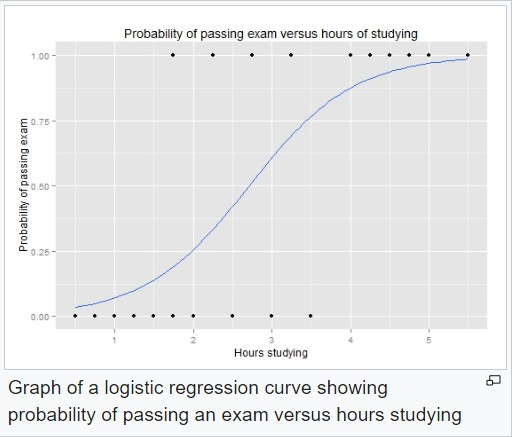 Probability of passing exam versus hours of studying
1.00
0.75
0.50
0.25
0.00
Probability of passing exam
1 2 3 4 5
Hours studying
Graph of a logistic regression curve showing
probability of passing an exam versus hours studying